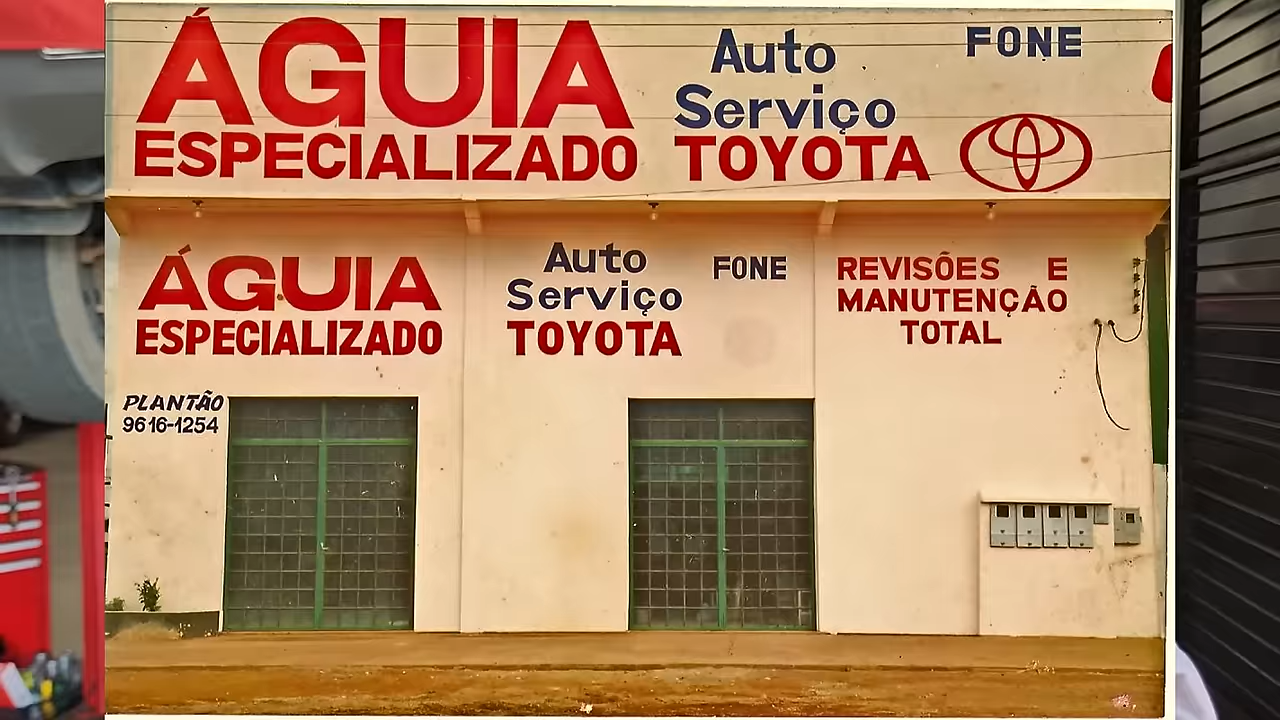 ÁGUIA
ESPECIALIZADO
Auto
Serviço
TOYOTA
FONE
ÁGUIA
ESPECIALIZADO
Auto
Serviço
TOYOTA
FONE
REVISÕES E
MANUTENÇÃO
TOTAL
PLANTÃO
9616-1254